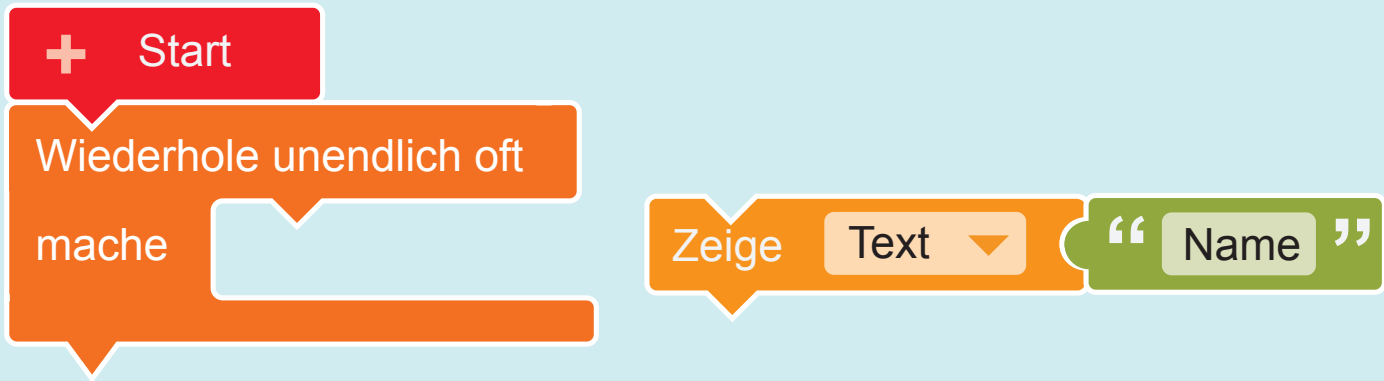 + Start
Wiederhole unendlich oft
mache
Zeige Text “ Name ”